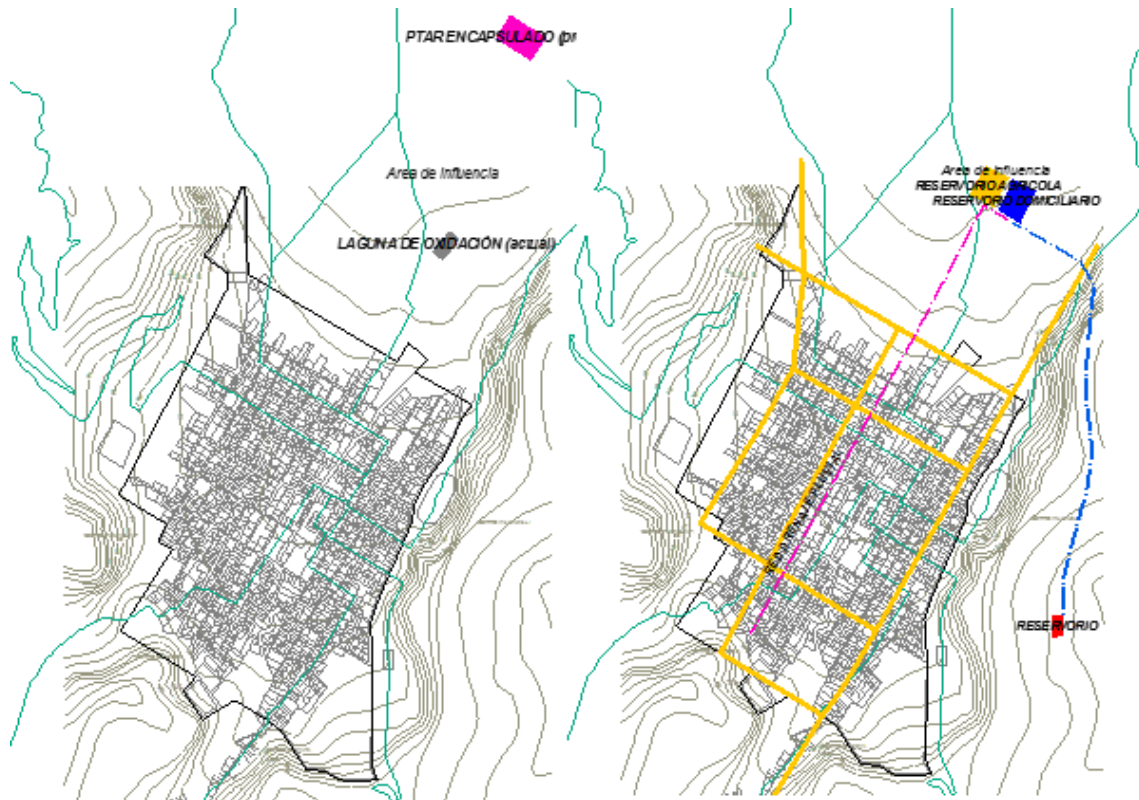 PTAR ENCAPSULADO (pr
Area de Influencia
LAGUNA DE OXIDACIÓN (actual)
Area de Influencia
RESERVORIO AGRICOLA
RESERVORIO DOMICILIARIO
RESERVORIO